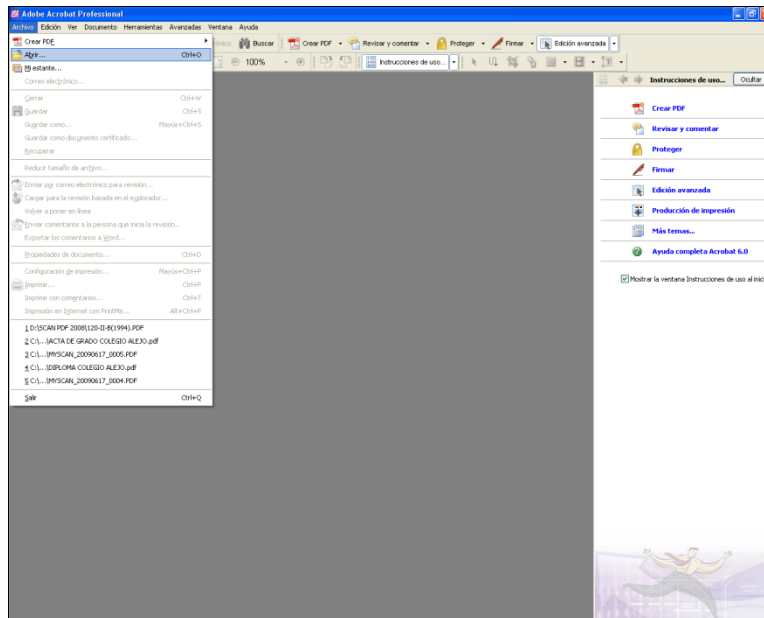 Adobe Acrobat Professional
Archivo Edición Ver Documento Herramientas Avanzadas Ventana Ayuda
Crear PDF
Buscar Crear PDF Revisar y comentar Proteger Firmar Edición avanzada
Abrir... Ctrl+O
100% Instrucciones de uso...
Mi estante...
Correo electrónico...
Cerrar Ctrl+W
Guardar Ctrl+S
Guardar como... Mayús+Ctrl+S
Guardar como documento certificado...
Recuperar
Reducir tamaño de archivo...
Enviar por correo electrónico para revisión...
Cargar para la revisión basada en el explorador...
Volver a poner en línea
Enviar comentarios a la persona que inicia la revisión...
Exportar los comentarios a Word...
Propiedades de documento... Ctrl+D
Configuración de impresión... Mayús+Ctrl+P
Imprimir... Ctrl+P
Imprimir con comentarios... Ctrl+T
Impresión en Internet con PrintMe... Alt+Ctrl+P
1 D:\SCAN PDF 2008\120-II-B(1994).PDF
2 C:\...\ACTA DE GRADO COLEGIO ALEJO.pdf
3 C:\...\MYSCAN_20090617_0005.PDF
4 C:\...\DIPLOMA COLEGIO ALEJO.pdf
5 C:\...\MYSCAN_20090617_0004.PDF
Salir Ctrl+Q
Instrucciones de uso... Ocultar
Crear PDF
Revisar y comentar
Proteger
Firmar
Edición avanzada
Producción de impresión
Más temas...
Ayuda completa Acrobat 6.0
Mostrar la ventana Instrucciones de uso al inici